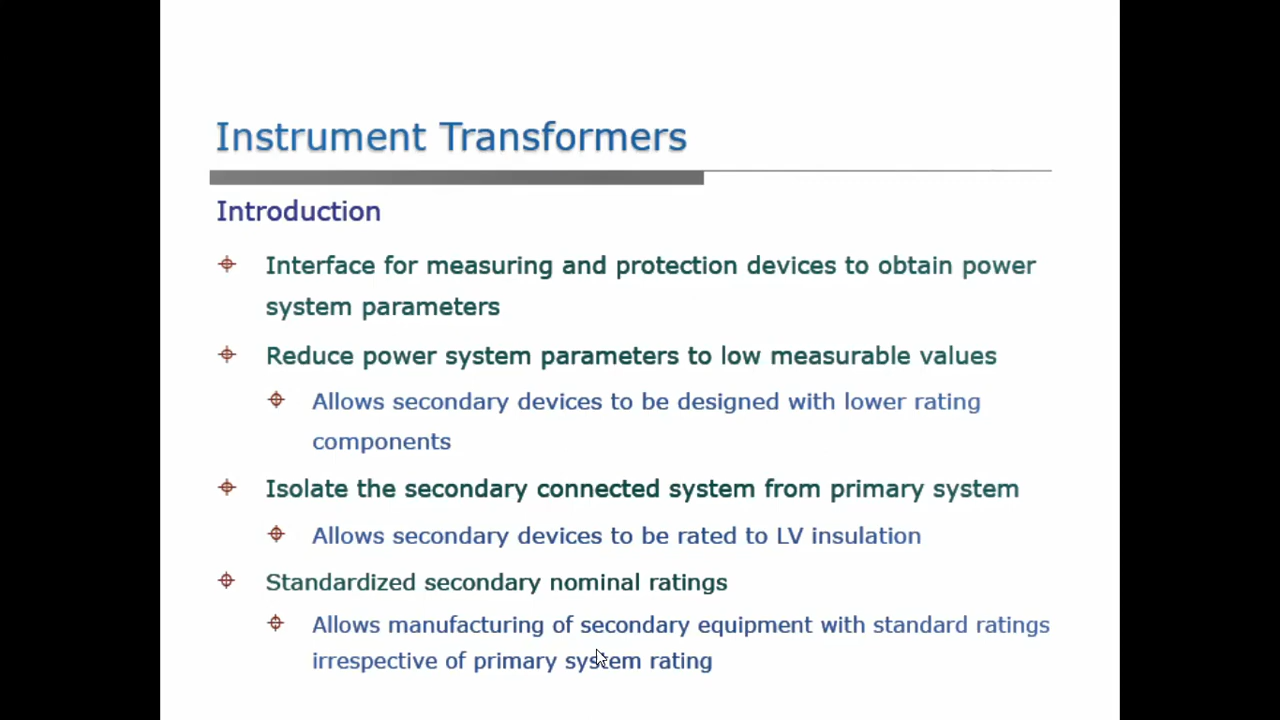 Instrument Transformers
Introduction
Interface for measuring and protection devices to obtain power
system parameters
Reduce power system parameters to low measurable values
Allows secondary devices to be designed with lower rating
components
Isolate the secondary connected system from primary system
Allows secondary devices to be rated to LV insulation
Standardized secondary nominal ratings
Allows manufacturing of secondary equipment with standard ratings
irrespective of primary system rating